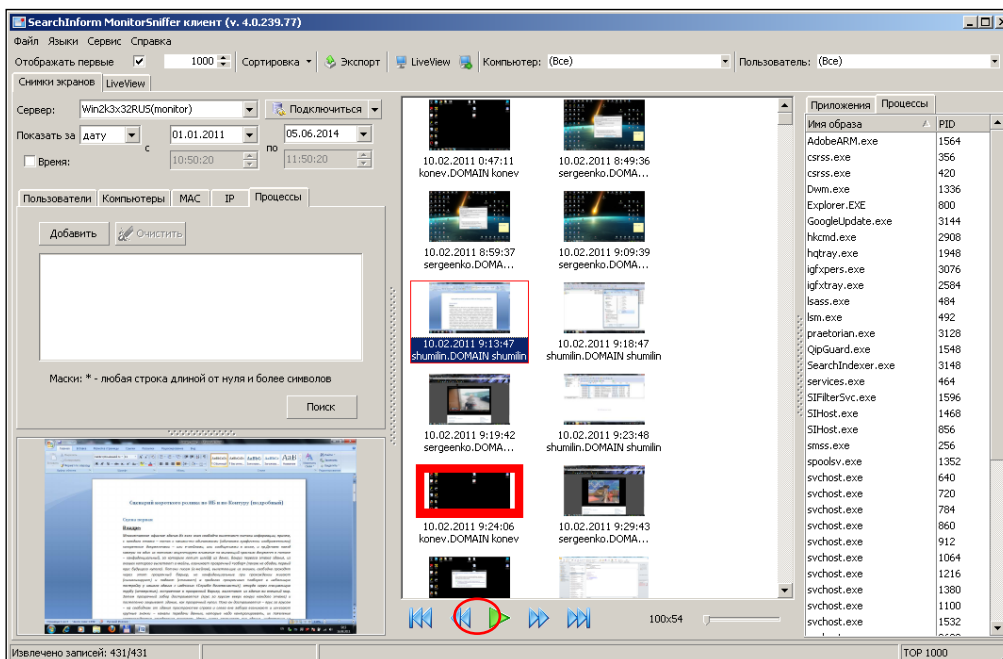 SearchInform MonitorSniffer клиент (v. 4.0.239.77)
Файл Языки Сервис Справка
Отображать первые 1000 Сортировка Экспорт LiveView Компьютер: (Все) Пользователь: (Все)
Снимки экранов LiveView
Сервер: Win2k3x32RUS(monitor) Подключиться
Показать за дату с 01.01.2011 по 05.06.2014
Время: 10:50:20 11:50:20
Пользователи Компьютеры MAC IP Процессы
Добавить Очистить
Маски: * - любая строка длиной от нуля и более символов
Поиск
Сценарий короткого ролика по ИБ и по Контуру (подробный)
10.02.2011 0:47:11
konev.DOMAIN konev
10.02.2011 8:49:36
sergeenko.DOMA...
10.02.2011 8:59:37
sergeenko.DOMA...
10.02.2011 9:09:39
sergeenko.DOMA...
10.02.2011 9:13:47
shumilin.DOMAIN shumilin
10.02.2011 9:18:47
shumilin.DOMAIN shumilin
10.02.2011 9:19:42
sergeenko.DOMA...
10.02.2011 9:23:48
shumilin.DOMAIN shumilin
10.02.2011 9:24:06
konev.DOMAIN konev
10.02.2011 9:29:43
sergeenko.DOMA...
100x54
Приложения Процессы
Имя образа PID
AdobeARM.exe 1564
csrss.exe 356
csrss.exe 420
Dwm.exe 1336
Explorer.EXE 800
GoogleUpdate.exe 3144
hkcmd.exe 2908
hqtray.exe 1948
igfxpers.exe 3076
igfxtray.exe 2584
lsass.exe 484
lsm.exe 492
praetorian.exe 3128
QipGuard.exe 1548
SearchIndexer.exe 3148
services.exe 464
SIFilterSvc.exe 1596
SIHost.exe 1468
SIHost.exe 856
smss.exe 256
spoolsv.exe 1352
svchost.exe 640
svchost.exe 720
svchost.exe 784
svchost.exe 860
svchost.exe 912
svchost.exe 1064
svchost.exe 1216
svchost.exe 1380
svchost.exe 1100
svchost.exe 1532
Извлечено записей: 431/431
TOP 1000